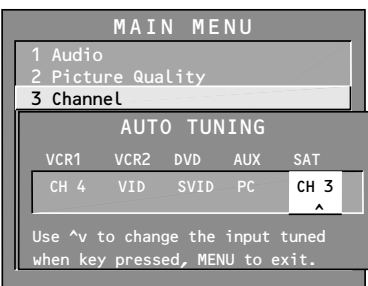 MAIN MENU
1 Audio
2 Picture Quality
3 Channel
AUTO TUNING
VCR1 VCR2 DVD AUX SAT
CH 4 VID SVID PC CH 3
^
Use ^v to change the input tuned
when key pressed, MENU to exit.